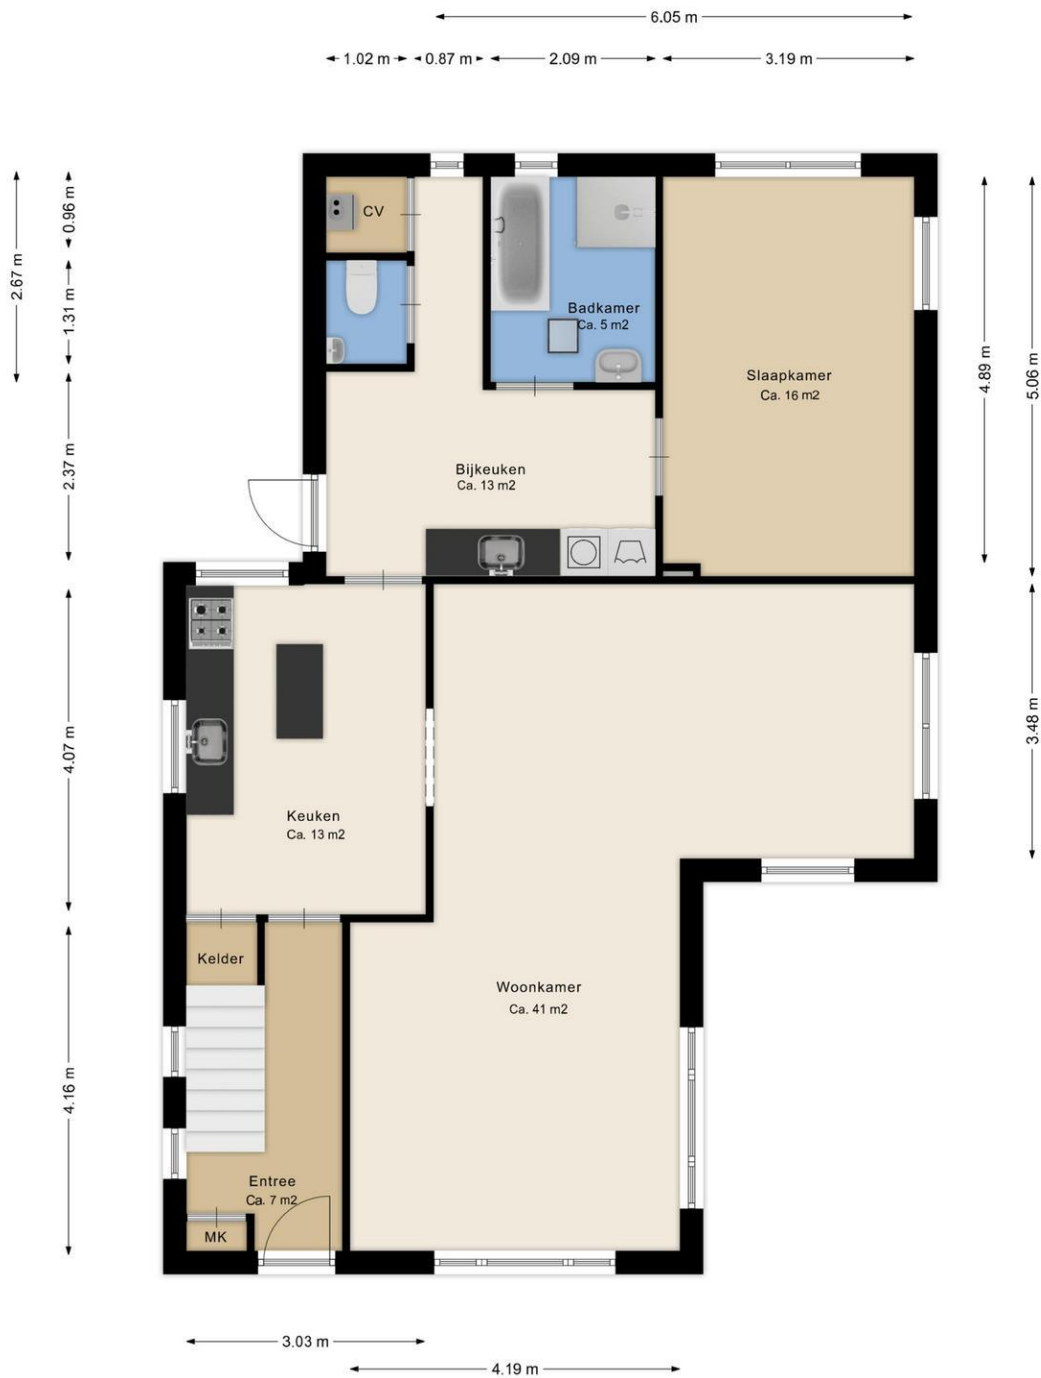 6.05 m
1.02 m
0.87 m
2.09 m
3.19 m
2.67 m
0.96 m
1.31 m
2.37 m
4.07 m
4.16 m
4.89 m
5.06 m
3.48 m
CV
Badkamer
Ca. 5 m2
Slaapkamer
Ca. 16 m2
Bijkeuken
Ca. 13 m2
Keuken
Ca. 13 m2
Kelder
Woonkamer
Ca. 41 m2
Entree
Ca. 7 m2
MK
3.03 m
4.19 m